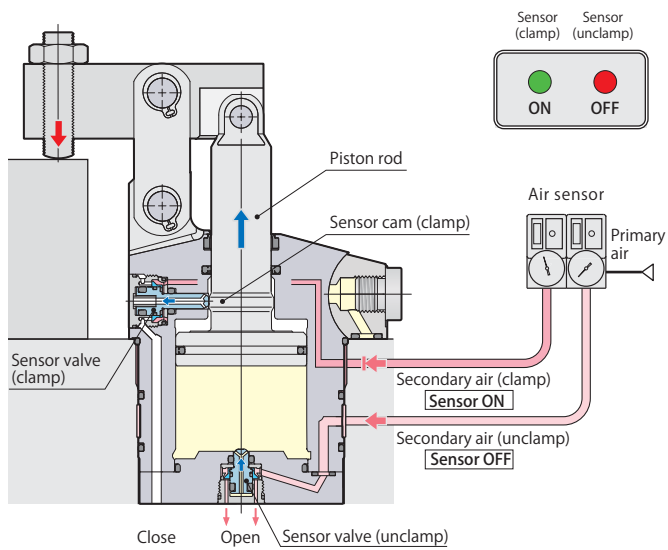 Sensor Sensor
(clamp) (unclamp)
ON OFF
Piston rod
Air sensor
Sensor cam (clamp)
Primary
air
Sensor valve
(clamp)
Secondary air (clamp)
Sensor ON
Secondary air (unclamp)
Sensor OFF
Close Open Sensor valve (unclamp)